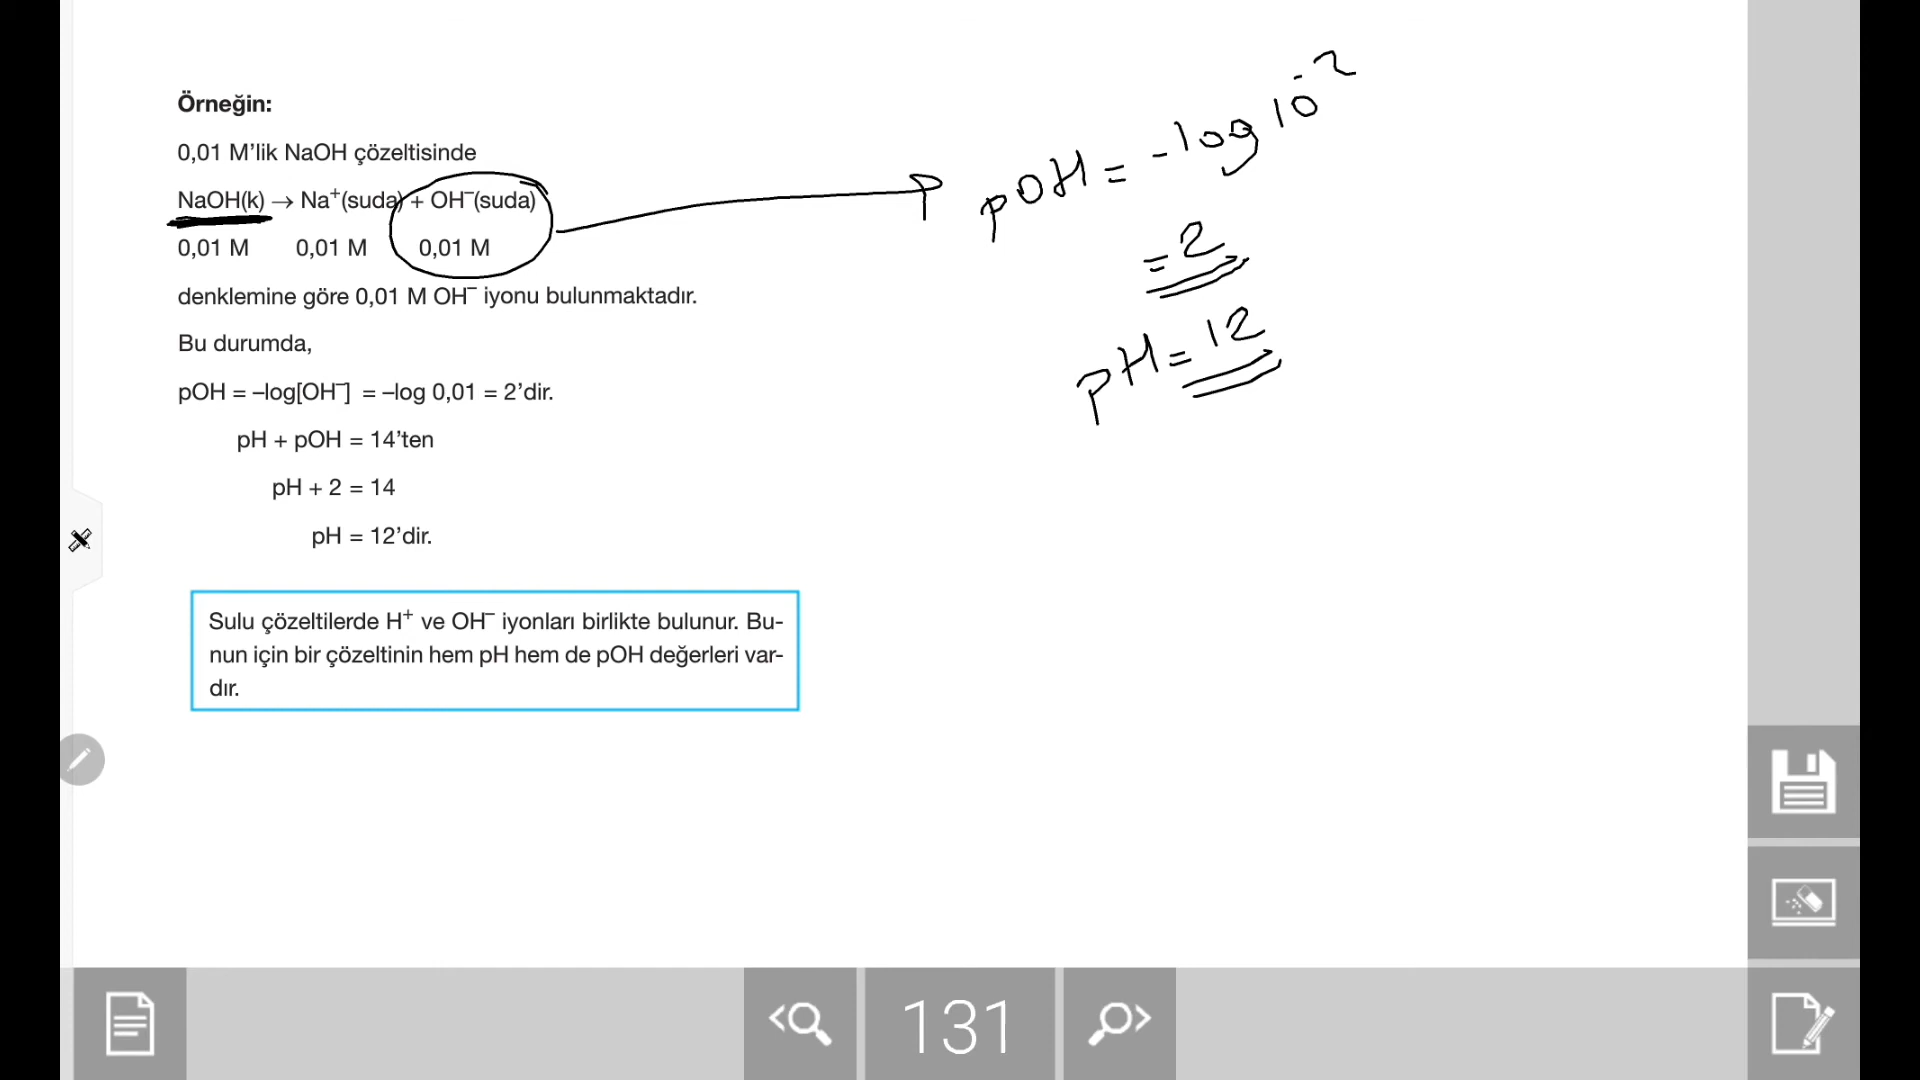 Örneğin:
0,01 M’lik NaOH çözeltisinde
NaOH(k) → Na⁺(suda) + OH⁻(suda)
0,01 M 0,01 M 0,01 M
denklemine göre 0,01 M OH⁻ iyonu bulunmaktadır.
Bu durumda,
pOH = –log[OH⁻] = –log 0,01 = 2’dir.
pH + pOH = 14’ten
pH + 2 = 14
pH = 12’dir.
Sulu çözeltilerde H⁺ ve OH⁻ iyonları birlikte bulunur. Bu-
nun için bir çözeltinin hem pH hem de pOH değerleri var-
dır.
pOH = -log 10⁻²
= 2
pH = 12
131